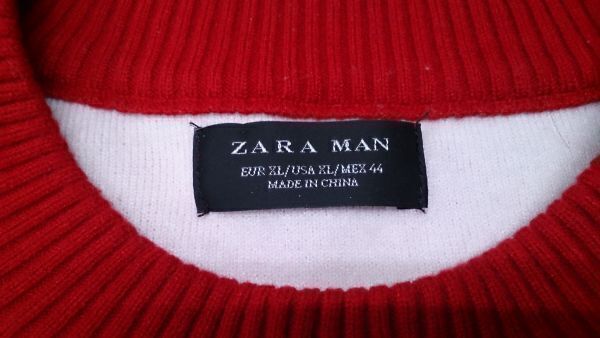 ZARA MAN
EUR XL/USA XL/MEX 44
MADE IN CHINA